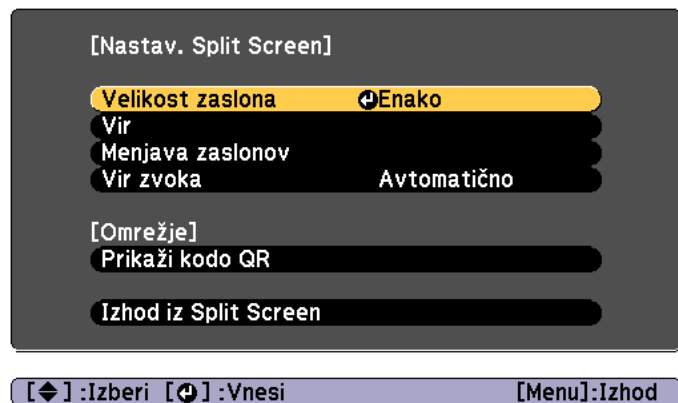 [Nastav. Split Screen]
Velikost zaslona Enako
Vir
Menjava zaslonov
Vir zvoka Avtomatično
[Omrežje]
Prikaži kodo QR
Izhod iz Split Screen
[◆] :Izberi [⏎] :Vnesi [Menu]:Izhod